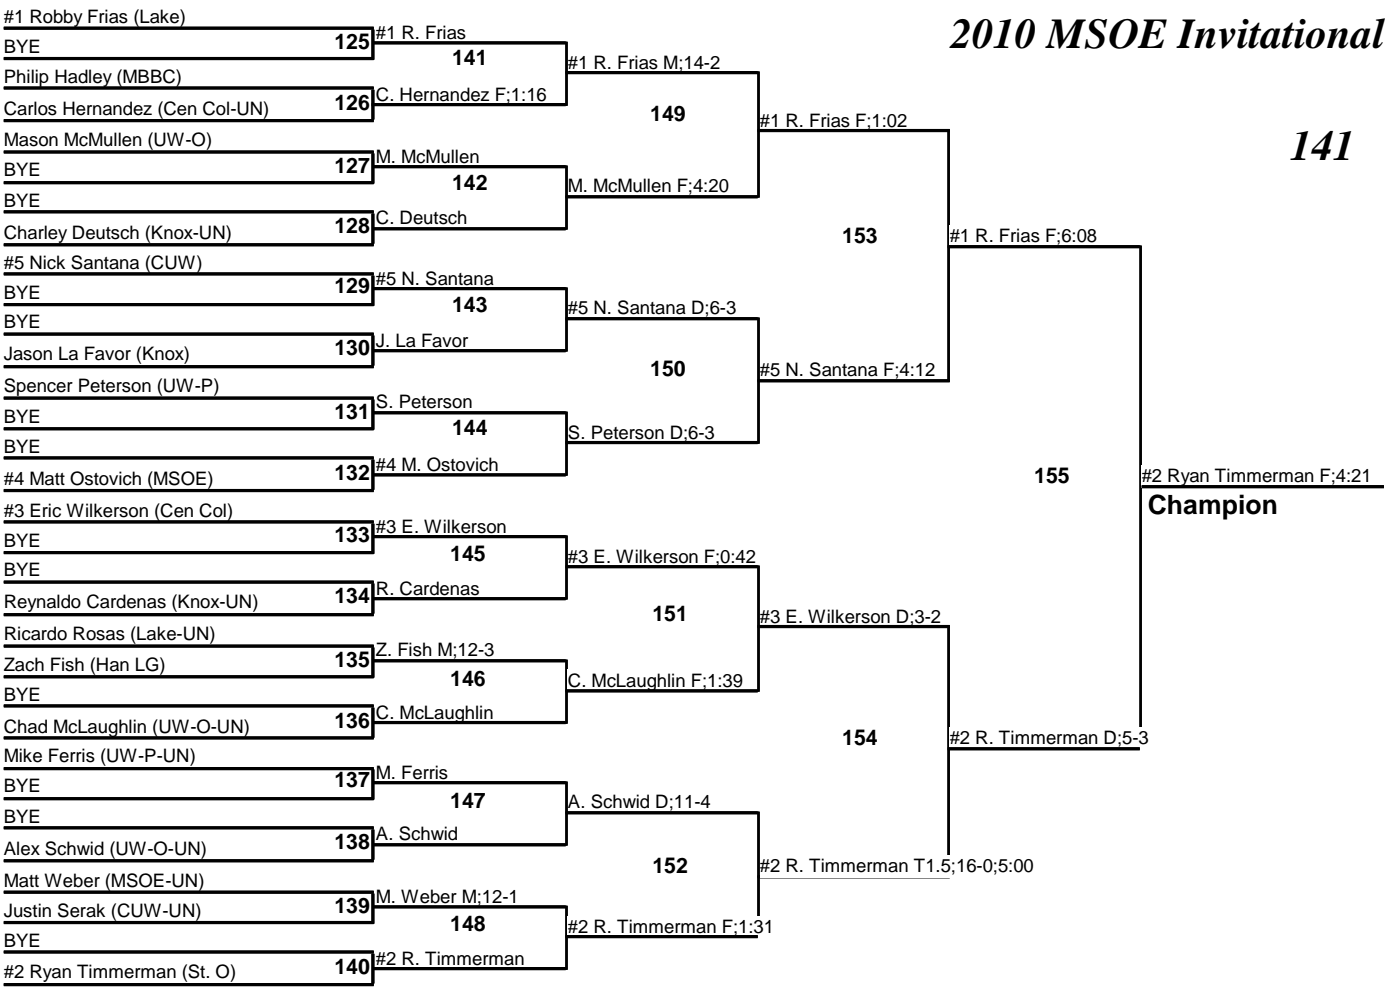 2010 MSOE Invitational
141
#1 Robby Frias (Lake)
BYE
125
Philip Hadley (MBBC)
Carlos Hernandez (Cen Col-UN)
126
Mason McMullen (UW-O)
BYE
127
BYE
Charley Deutsch (Knox-UN)
128
#5 Nick Santana (CUW)
BYE
129
BYE
Jason La Favor (Knox)
130
Spencer Peterson (UW-P)
BYE
131
BYE
#4 Matt Ostovich (MSOE)
132
#3 Eric Wilkerson (Cen Col)
BYE
133
BYE
Reynaldo Cardenas (Knox-UN)
134
Ricardo Rosas (Lake-UN)
Zach Fish (Han LG)
135
BYE
Chad McLaughlin (UW-O-UN)
136
Mike Ferris (UW-P-UN)
BYE
137
BYE
Alex Schwid (UW-O-UN)
138
Matt Weber (MSOE-UN)
Justin Serak (CUW-UN)
139
BYE
#2 Ryan Timmerman (St. O)
140
#1 R. Frias
141
C. Hernandez F;1:16
M. McMullen
142
C. Deutsch
#5 N. Santana
143
J. La Favor
S. Peterson
144
#4 M. Ostovich
#3 E. Wilkerson
145
R. Cardenas
Z. Fish M;12-3
146
C. McLaughlin
M. Ferris
147
A. Schwid
M. Weber M;12-1
148
#2 R. Timmerman
#1 R. Frias M;14-2
149
M. McMullen F;4:20
#5 N. Santana D;6-3
150
S. Peterson D;6-3
#3 E. Wilkerson F;0:42
151
C. McLaughlin F;1:39
A. Schwid D;11-4
152
#2 R. Timmerman F;1:31
#1 R. Frias F;1:02
153
#5 N. Santana F;4:12
#3 E. Wilkerson D;3-2
154
#2 R. Timmerman T1.5;16-0;5:00
#1 R. Frias F;6:08
155
#2 R. Timmerman D;5-3
#2 Ryan Timmerman F;4:21
Champion